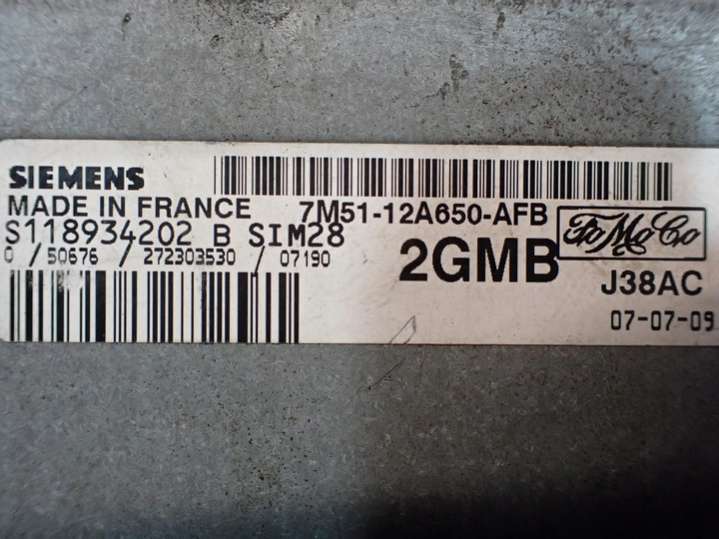 SIEMENS
MADE IN FRANCE 7M51-12A650-AFB
S118934202 B SIM28
0 / 50676 / 272303530 / 07190
2GMB
FoMoCo
J38AC
07-07-09